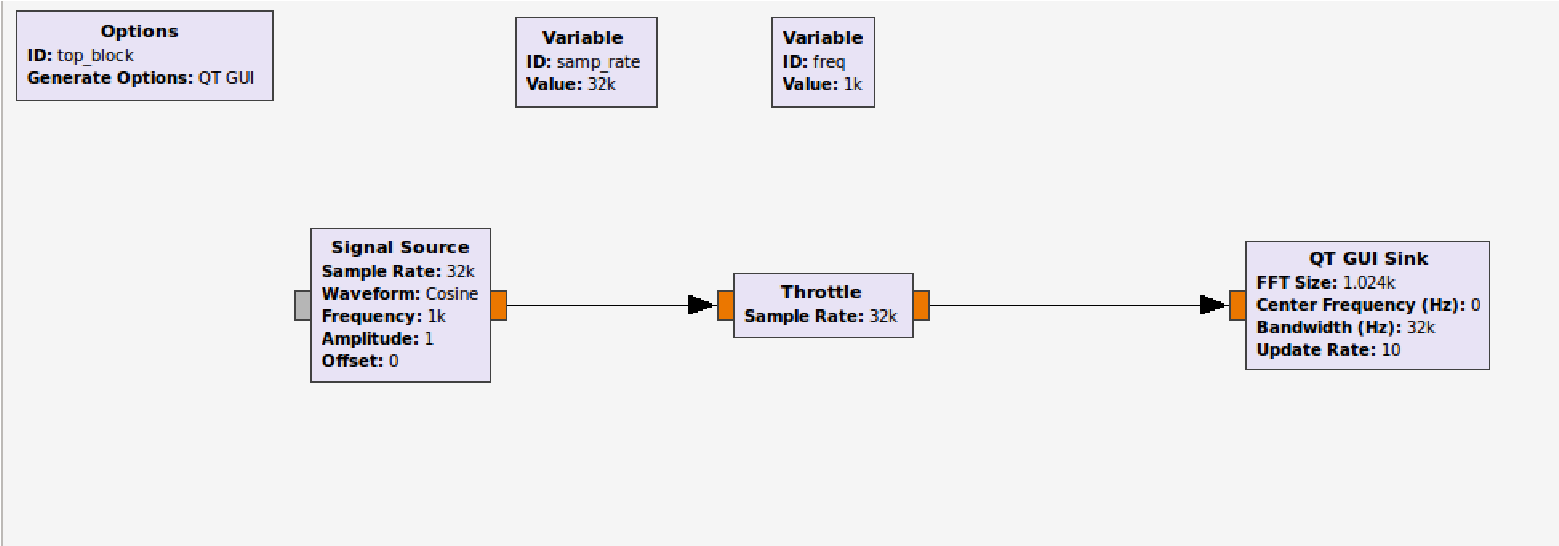 Options
ID: top_block
Generate Options: QT GUI
Variable
ID: samp_rate
Value: 32k
Variable
ID: freq
Value: 1k
Signal Source
Sample Rate: 32k
Waveform: Cosine
Frequency: 1k
Amplitude: 1
Offset: 0
Throttle
Sample Rate: 32k
QT GUI Sink
FFT Size: 1.024k
Center Frequency (Hz): 0
Bandwidth (Hz): 32k
Update Rate: 10